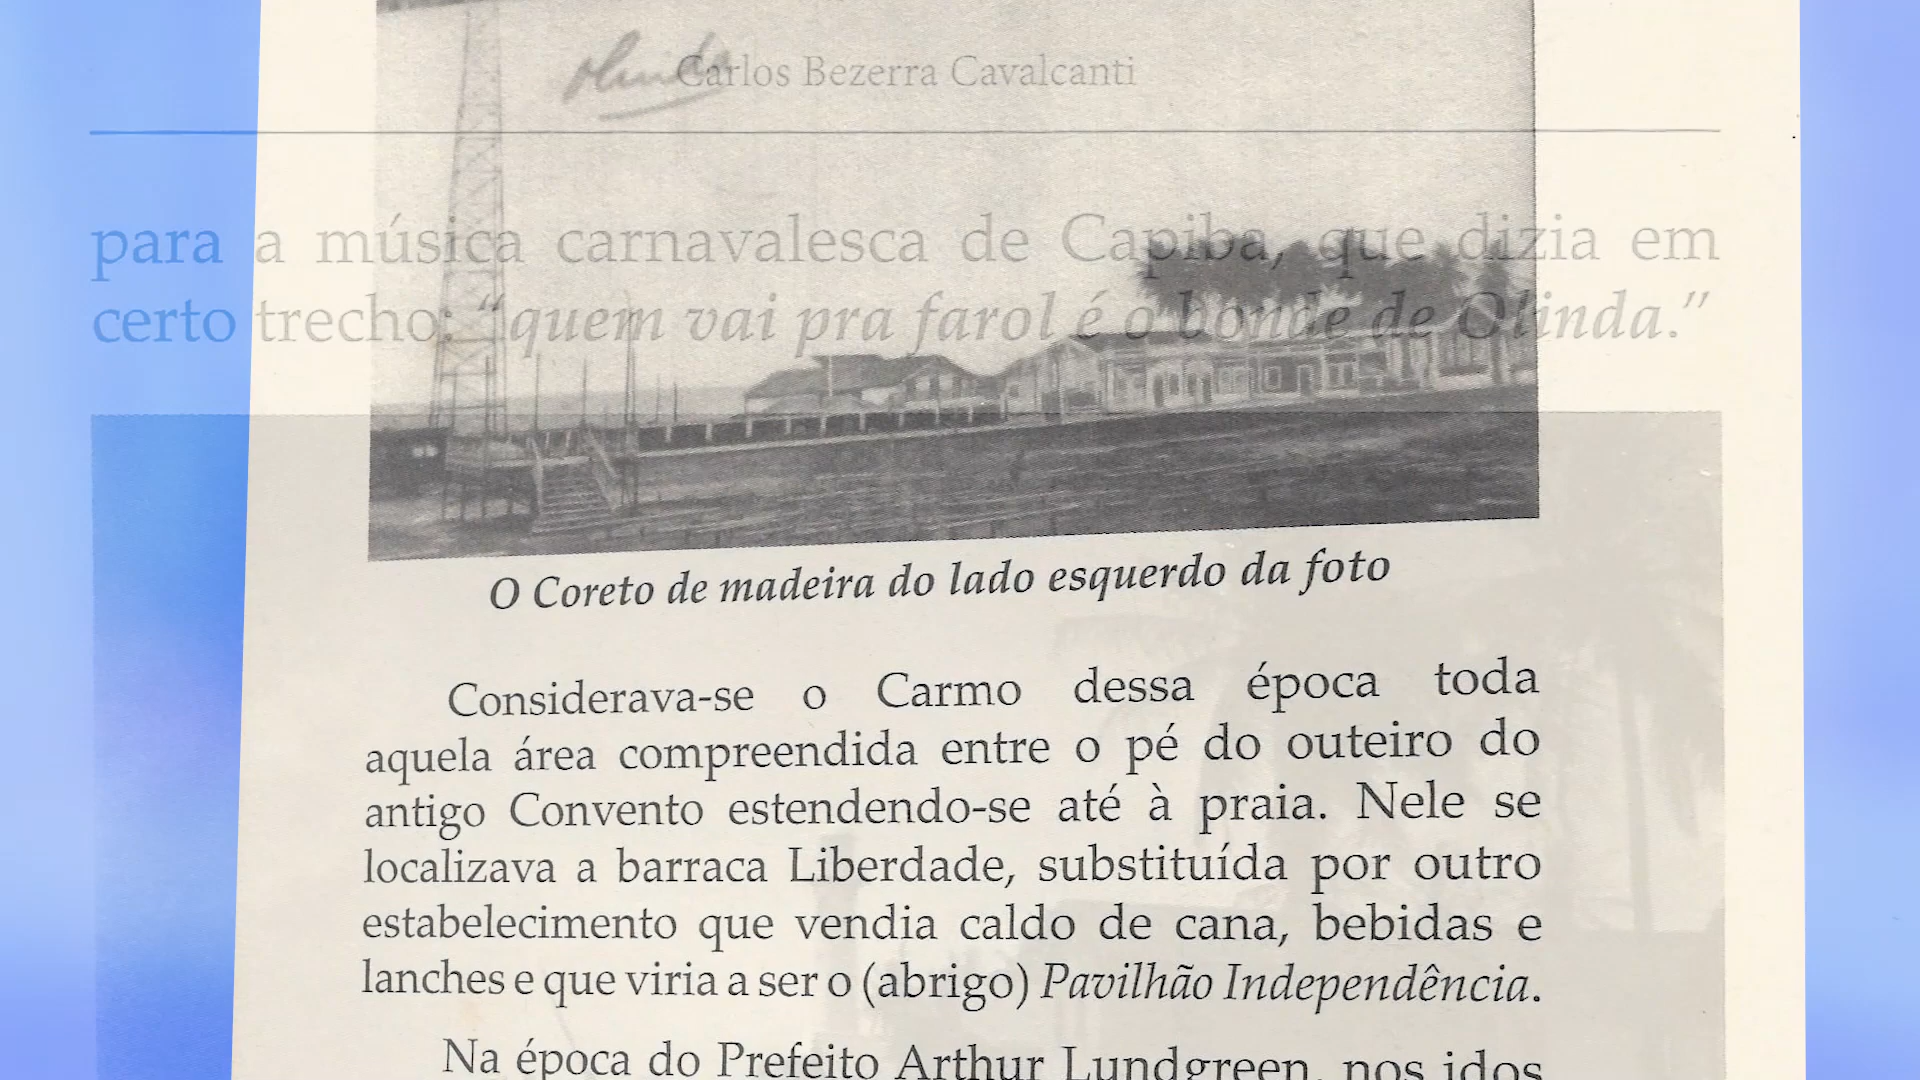 Olinda
Carlos Bezerra Cavalcanti
para a música carnavalesca de Capiba, que dizia em
certo trecho: “quem vai pra farol é o bonde de Olinda.”
O Coreto de madeira do lado esquerdo da foto
Considerava-se o Carmo dessa época toda
aquela área compreendida entre o pé do outeiro do
antigo Convento estendendo-se até à praia. Nele se
localizava a barraca Liberdade, substituída por outro
estabelecimento que vendia caldo de cana, bebidas e
lanches e que viria a ser o (abrigo) Pavilhão Independência.
Na época do Prefeito Arthur Lundgreen, nos idos